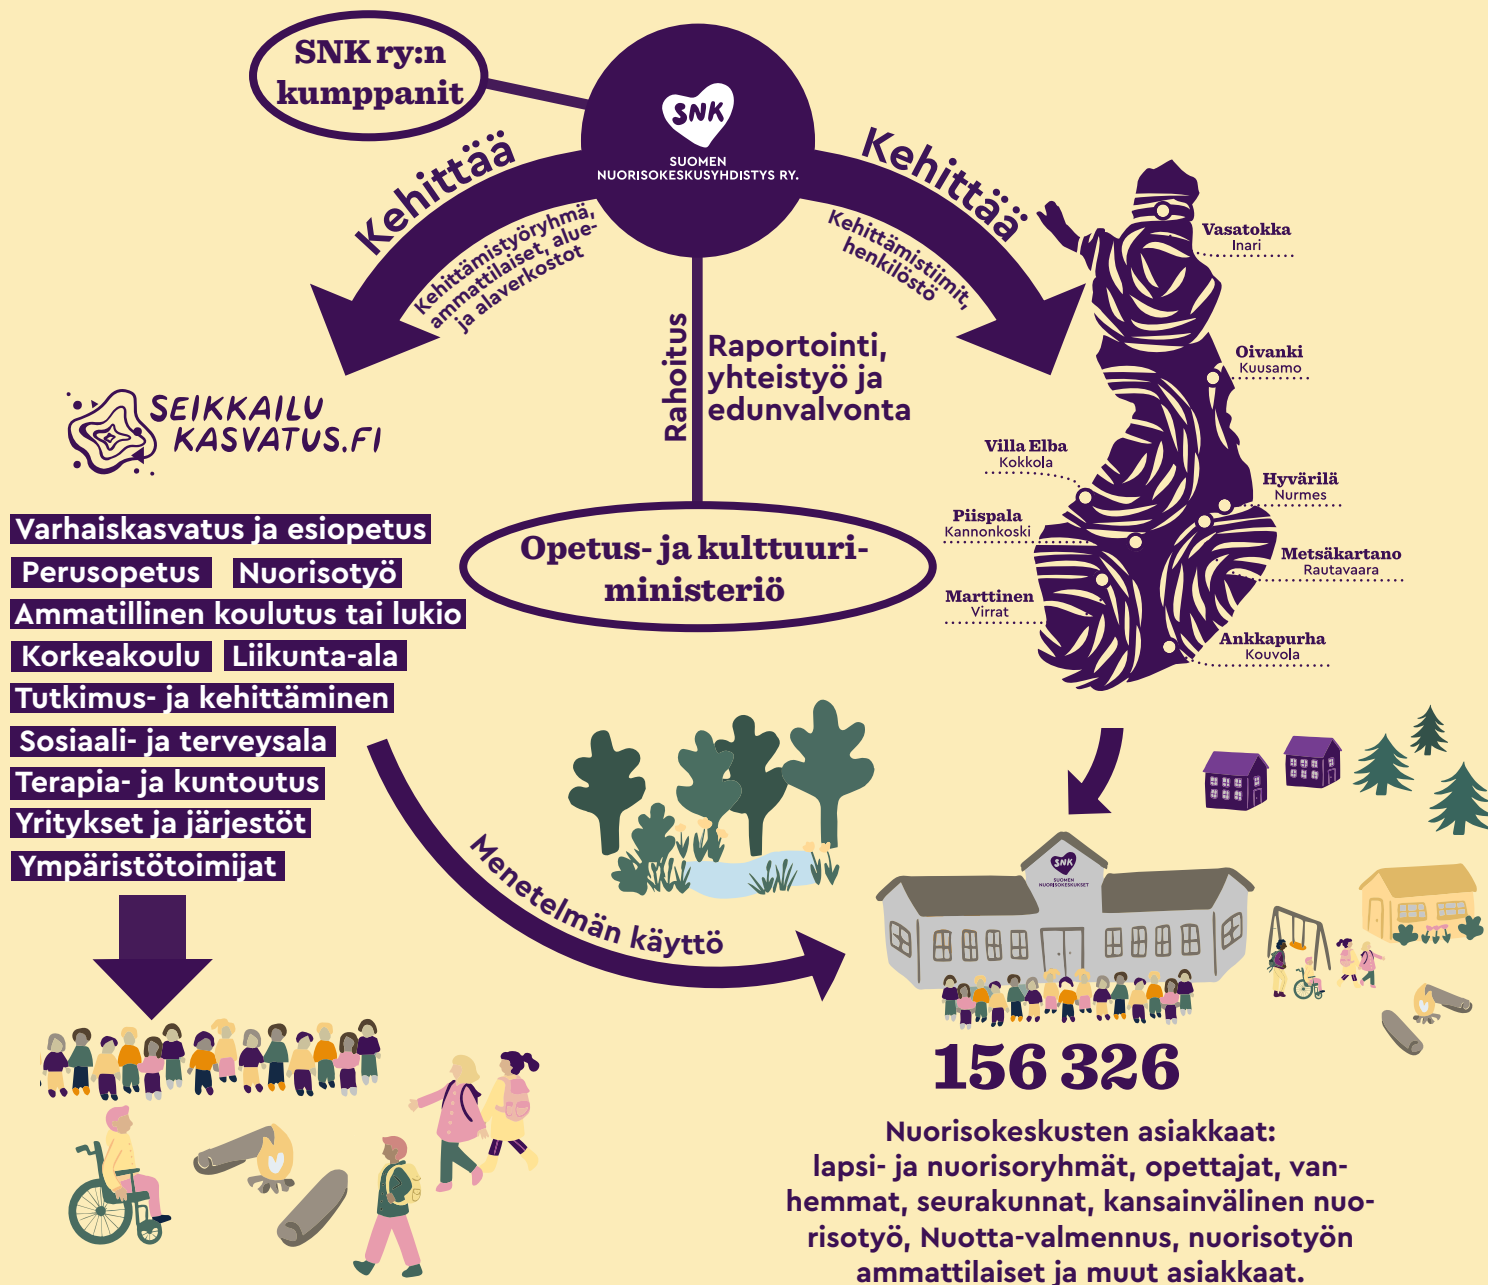 SNK ry:n
kumppanit
SNK
SUOMEN
NUORISOKESKUSYHDISTYS RY.
Kehittää
Kehittämistyöryhmä,
ammattilaiset, alue-
ja alaverkostot
Kehittää
Kehittämistiimit,
henkilöstö
Rahoitus
Raportointi,
yhteistyö ja
edunvalvonta
Opetus- ja kulttuuri-
ministeriö
SEIKKAILU
KASVATUS.FI
Varhaiskasvatus ja esiopetus
Perusopetus
Nuorisotyö
Ammatillinen koulutus tai lukio
Korkeakoulu
Liikunta-ala
Tutkimus- ja kehittäminen
Sosiaali- ja terveysala
Terapia- ja kuntoutus
Yritykset ja järjestöt
Ympäristötoimijat
Menetelmän käyttö
Vasatokka
Inari
Oivanki
Kuusamo
Villa Elba
Kokkola
Hyvärilä
Nurmes
Piispala
Kannonkoski
Metsäkartano
Rautavaara
Marttinen
Virrat
Ankkapurha
Kouvola
SNK
SUOMEN
NUORISOKESKUKSET
156 326
Nuorisokeskusten asiakkaat:
lapsi- ja nuorisoryhmät, opettajat, van-
hemmat, seurakunnat, kansainvälinen nuo-
risotyö, Nuotta-valmennus, nuorisotyön
ammattilaiset ja muut asiakkaat.